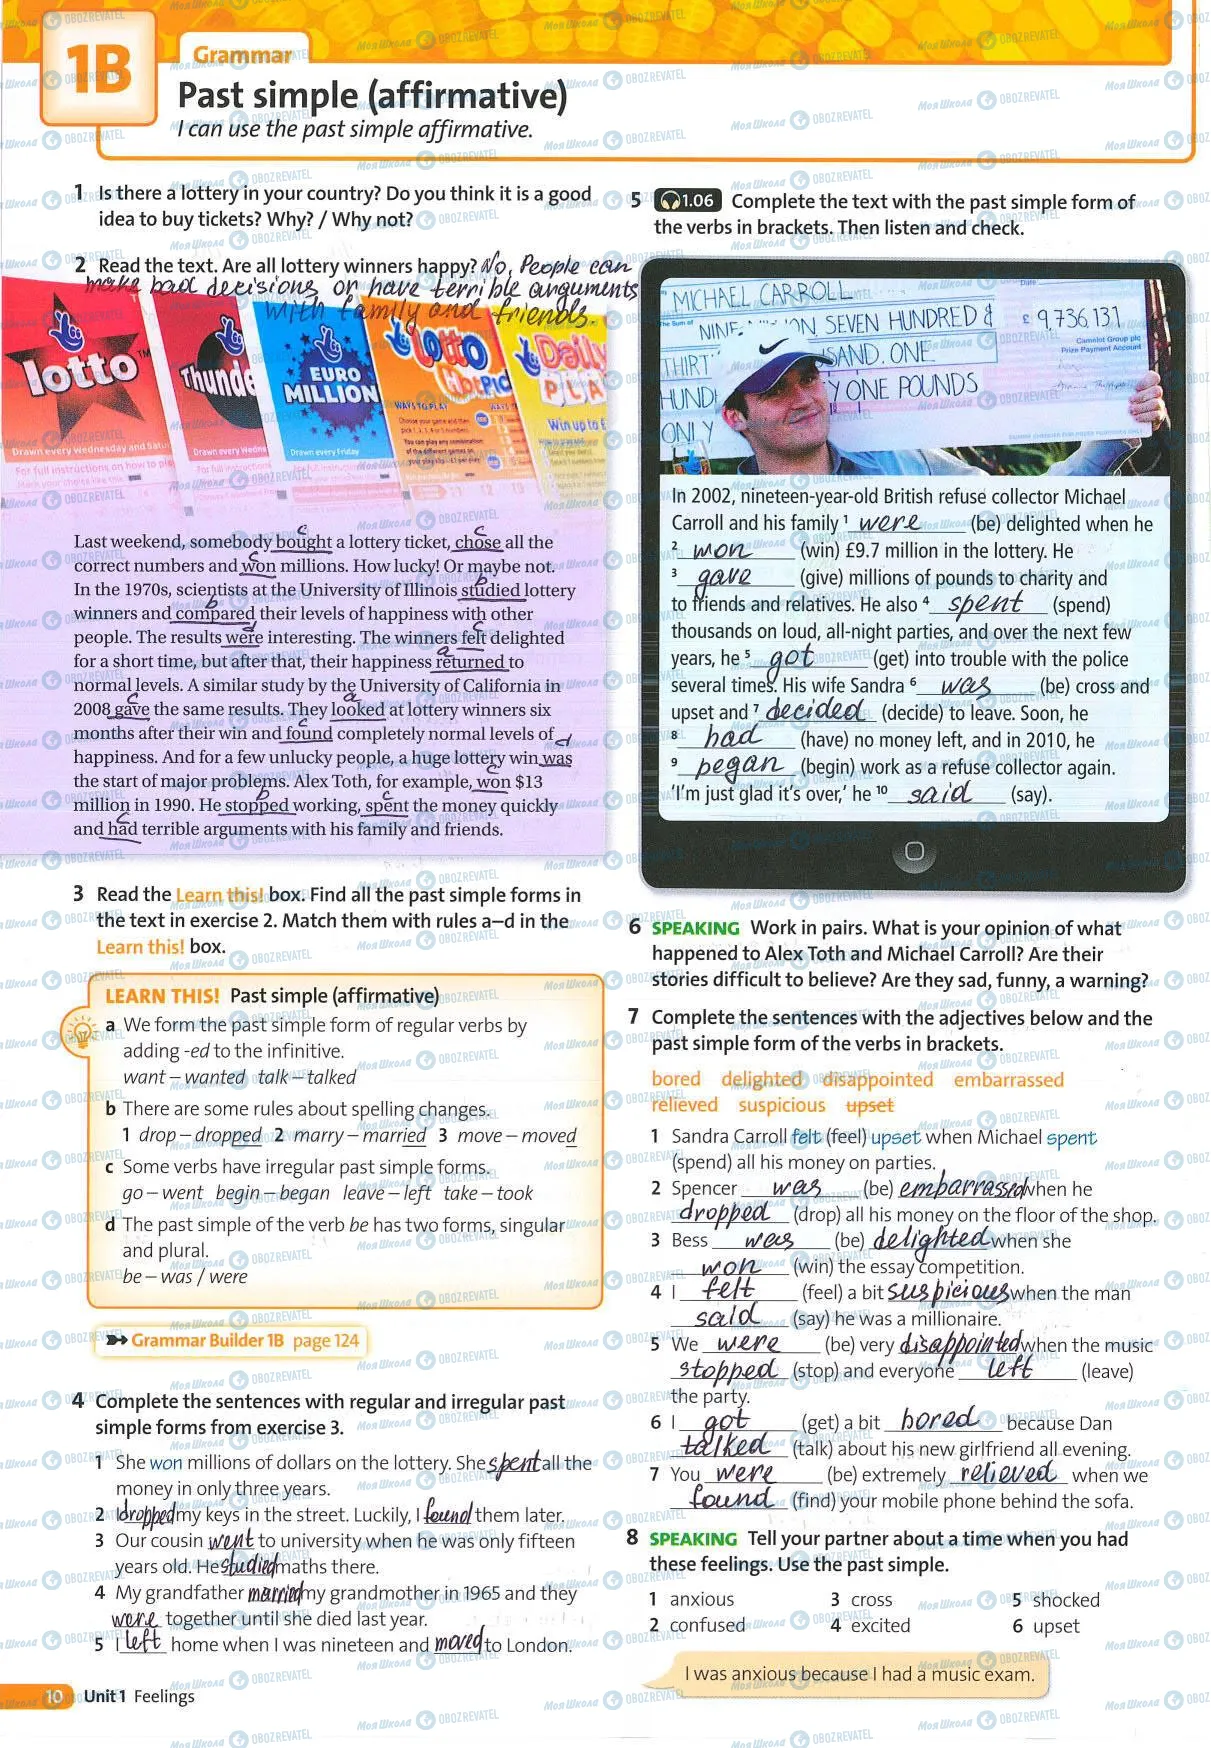 1B
Grammar
Past simple (affirmative)
I can use the past simple affirmative.
1 Is there a lottery in your country? Do you think it is a good
idea to buy tickets? Why? / Why not?
2 Read the text. Are all lottery winners happy? No, People can
make bad decisions or have terrible arguments
with family and friends.
lotto
Thunde
EURO
MILLION
Lotto
HotPic
Daily
PLA
WAYS TO PLAY
Win up to £
Drawn every Wednesday and Satu
Drawn every Wednes
Drawn every Friday
Last weekend, somebody bought a lottery ticket, chose all the
correct numbers and won millions. How lucky! Or maybe not.
In the 1970s, scientists at the University of Illinois studied lottery
winners and compared their levels of happiness with other
people. The results were interesting. The winners felt delighted
for a short time, but after that, their happiness returned to
normal levels. A similar study by the University of California in
2008 gave the same results. They looked at lottery winners six
months after their win and found completely normal levels of
happiness. And for a few unlucky people, a huge lottery win was
the start of major problems. Alex Toth, for example, won $13
million in 1990. He stopped working, spent the money quickly
and had terrible arguments with his family and friends.
3 Read the Learn this! box. Find all the past simple forms in
the text in exercise 2. Match them with rules a–d in the
Learn this! box.
LEARN THIS! Past simple (affirmative)
a We form the past simple form of regular verbs by
adding -ed to the infinitive.
want – wanted talk – talked
b There are some rules about spelling changes.
1 drop – dropped 2 marry – married 3 move – moved
c Some verbs have irregular past simple forms.
go – went begin – began leave – left take – took
d The past simple of the verb be has two forms, singular
and plural.
be – was / were
Grammar Builder 1B page 124
4 Complete the sentences with regular and irregular past
simple forms from exercise 3.
1 She won millions of dollars on the lottery. She spent all the
money in only three years.
2 I dropped my keys in the street. Luckily, I found them later.
3 Our cousin went to university when he was only fifteen
years old. He studied maths there.
4 My grandfather married my grandmother in 1965 and they
were together until she died last year.
5 I left home when I was nineteen and moved to London.
10 Unit 1 Feelings
5 1.06 Complete the text with the past simple form of
the verbs in brackets. Then listen and check.
MICHAEL CARROLL
SEVEN HUNDRED &
£ 9,736,131
Camelot Group plc
Prize Payment Account
ONE POUNDS
ONLY
In 2002, nineteen-year-old British refuse collector Michael
Carroll and his family 1 were (be) delighted when he
2 won (win) £9.7 million in the lottery. He
3 gave (give) millions of pounds to charity and
to friends and relatives. He also 4 spent (spend)
thousands on loud, all-night parties, and over the next few
years, he 5 got (get) into trouble with the police
several times. His wife Sandra 6 was (be) cross and
upset and 7 decided (decide) to leave. Soon, he
8 had (have) no money left, and in 2010, he
9 began (begin) work as a refuse collector again.
'I'm just glad it's over,' he 10 said (say).
6 SPEAKING Work in pairs. What is your opinion of what
happened to Alex Toth and Michael Carroll? Are their
stories difficult to believe? Are they sad, funny, a warning?
7 Complete the sentences with the adjectives below and the
past simple form of the verbs in brackets.
bored delighted disappointed embarrassed
relieved suspicious upset
1 Sandra Carroll felt (feel) upset when Michael spent
(spend) all his money on parties.
2 Spencer was (be) embarrassed when he
dropped (drop) all his money on the floor of the shop.
3 Bess was (be) delighted when she
won (win) the essay competition.
4 I felt (feel) a bit suspicious when the man
said (say) he was a millionaire.
5 We were (be) very disappointed when the music
stopped (stop) and everyone left (leave)
the party.
6 I got (get) a bit bored because Dan
talked (talk) about his new girlfriend all evening.
7 You were (be) extremely relieved when we
found (find) your mobile phone behind the sofa.
8 SPEAKING Tell your partner about a time when you had
these feelings. Use the past simple.
1 anxious 3 cross 5 shocked
2 confused 4 excited 6 upset
I was anxious because I had a music exam.
Моя Школа OBOZREVATEL